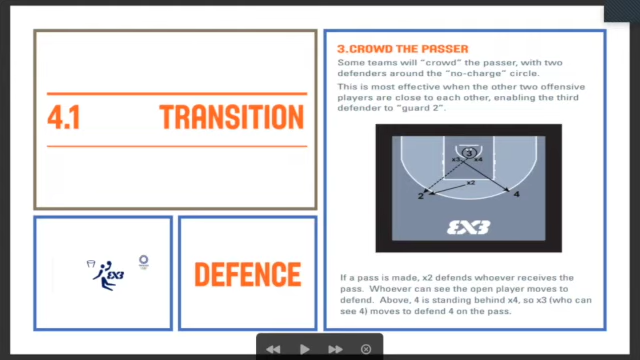 4.1 TRANSITION
3X3
DEFENCE
3.CROWD THE PASSER
Some teams will "crowd" the passer, with two
defenders around the "no-charge" circle.
This is most effective when the other two offensive
players are close to each other, enabling the third
defender to "guard 2".
3
x3 x4
x2
2 4
3X3
If a pass is made, x2 defends whoever receives the
pass. Whoever can see the open player moves to
defend. Above, 4 is standing behind x4, so x3 (who can
see 4) moves to defend 4 on the pass.